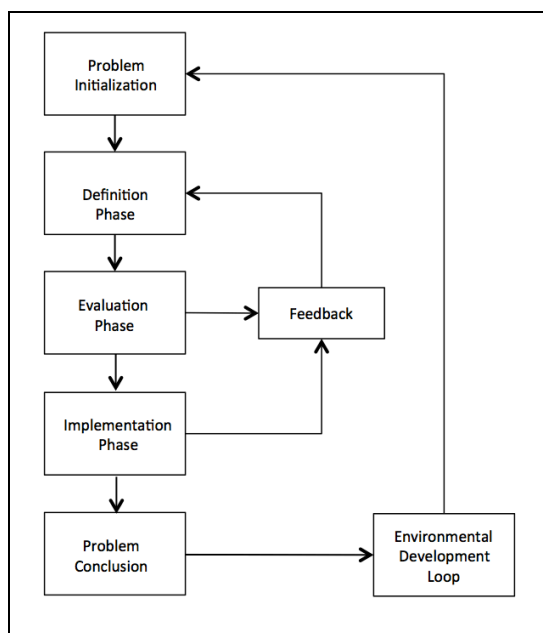 Problem
Initialization
Definition
Phase
Evaluation
Phase
Feedback
Implementation
Phase
Problem
Conclusion
Environmental
Development
Loop